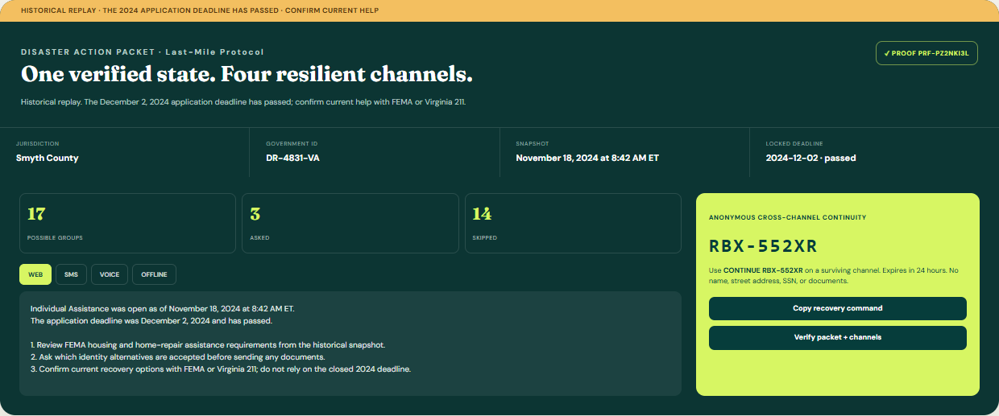 HISTORICAL REPLAY · THE 2024 APPLICATION DEADLINE HAS PASSED · CONFIRM CURRENT HELP
DISASTER ACTION PACKET · Last-Mile Protocol
✓ PROOF PRF-PZ2NKI3L
One verified state. Four resilient channels.
Historical replay. The December 2, 2024 application deadline has passed; confirm current help with FEMA or Virginia 211.
JURISDICTION
Smyth County
GOVERNMENT ID
DR-4831-VA
SNAPSHOT
November 18, 2024 at 8:42 AM ET
LOCKED DEADLINE
2024-12-02 · passed
17
POSSIBLE GROUPS
3
ASKED
14
SKIPPED
WEB
SMS
VOICE
OFFLINE
Individual Assistance was open as of November 18, 2024 at 8:42 AM ET.
The application deadline was December 2, 2024 and has passed.
1. Review FEMA housing and home-repair assistance requirements from the historical snapshot.
2. Ask which identity alternatives are accepted before sending any documents.
3. Confirm current recovery options with FEMA or Virginia 211; do not rely on the closed 2024 deadline.
ANONYMOUS CROSS-CHANNEL CONTINUITY
RBX-552XR
Use CONTINUE RBX-552XR on a surviving channel. Expires in 24 hours. No
name, street address, SSN, or documents.
Copy recovery command
Verify packet + channels